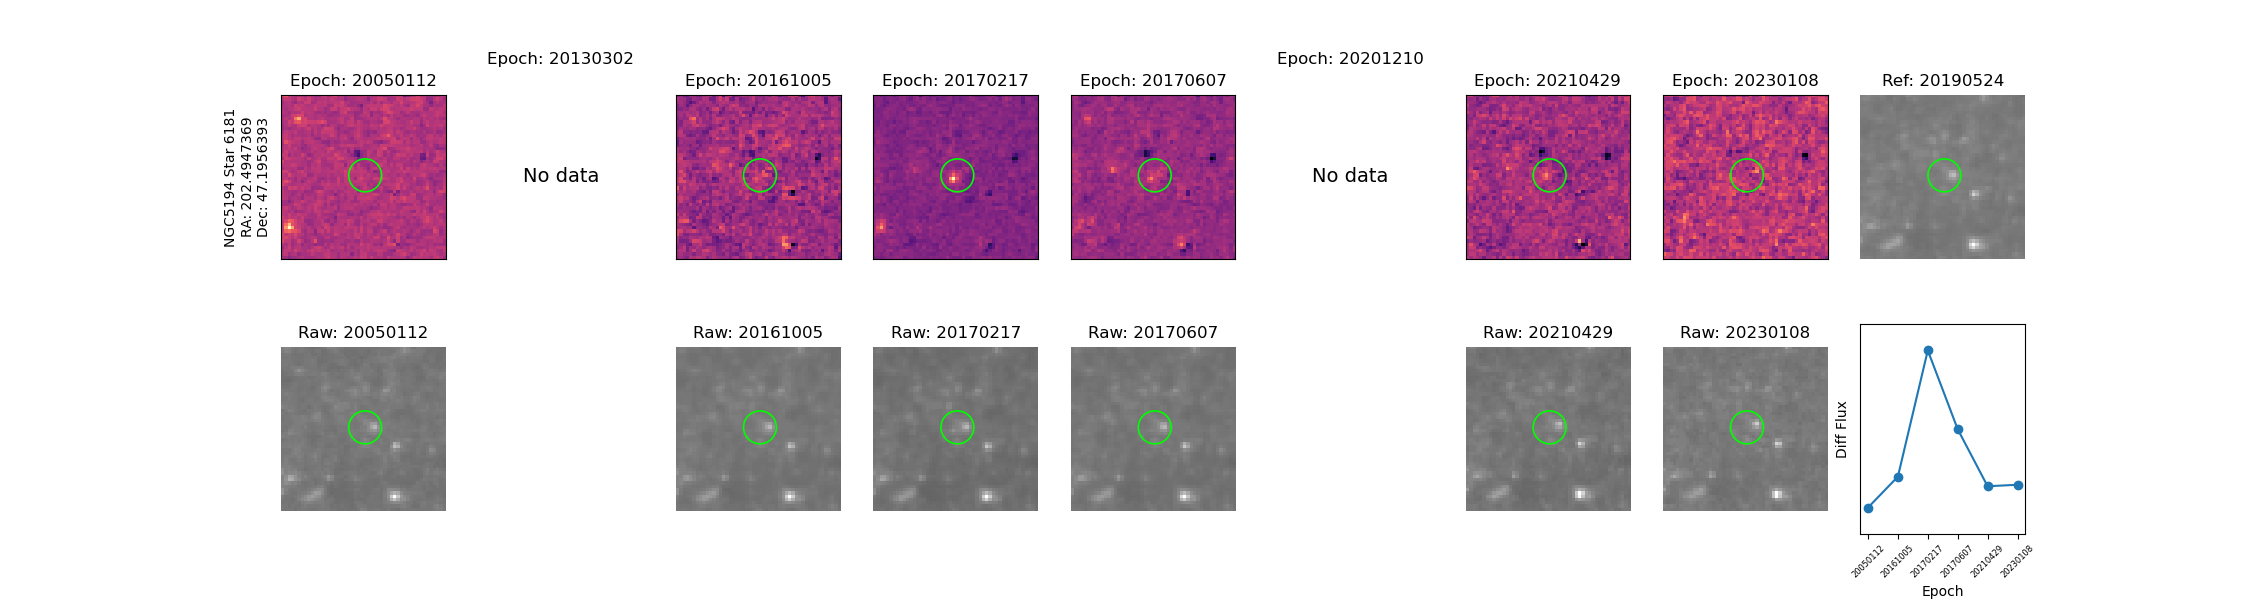 Epoch: 20130302
Epoch: 20201210
Epoch: 20050112
Epoch: 20161005
Epoch: 20170217
Epoch: 20170607
Epoch: 20210429
Epoch: 20230108
Ref: 20190524
NGC5194 Star 6181
RA: 202.4947369
Dec: 47.1956393
No data
No data
Raw: 20050112
Raw: 20161005
Raw: 20170217
Raw: 20170607
Raw: 20210429
Raw: 20230108
Diff Flux
20050112
20161005
20170217
20170607
20210429
20230108
Epoch